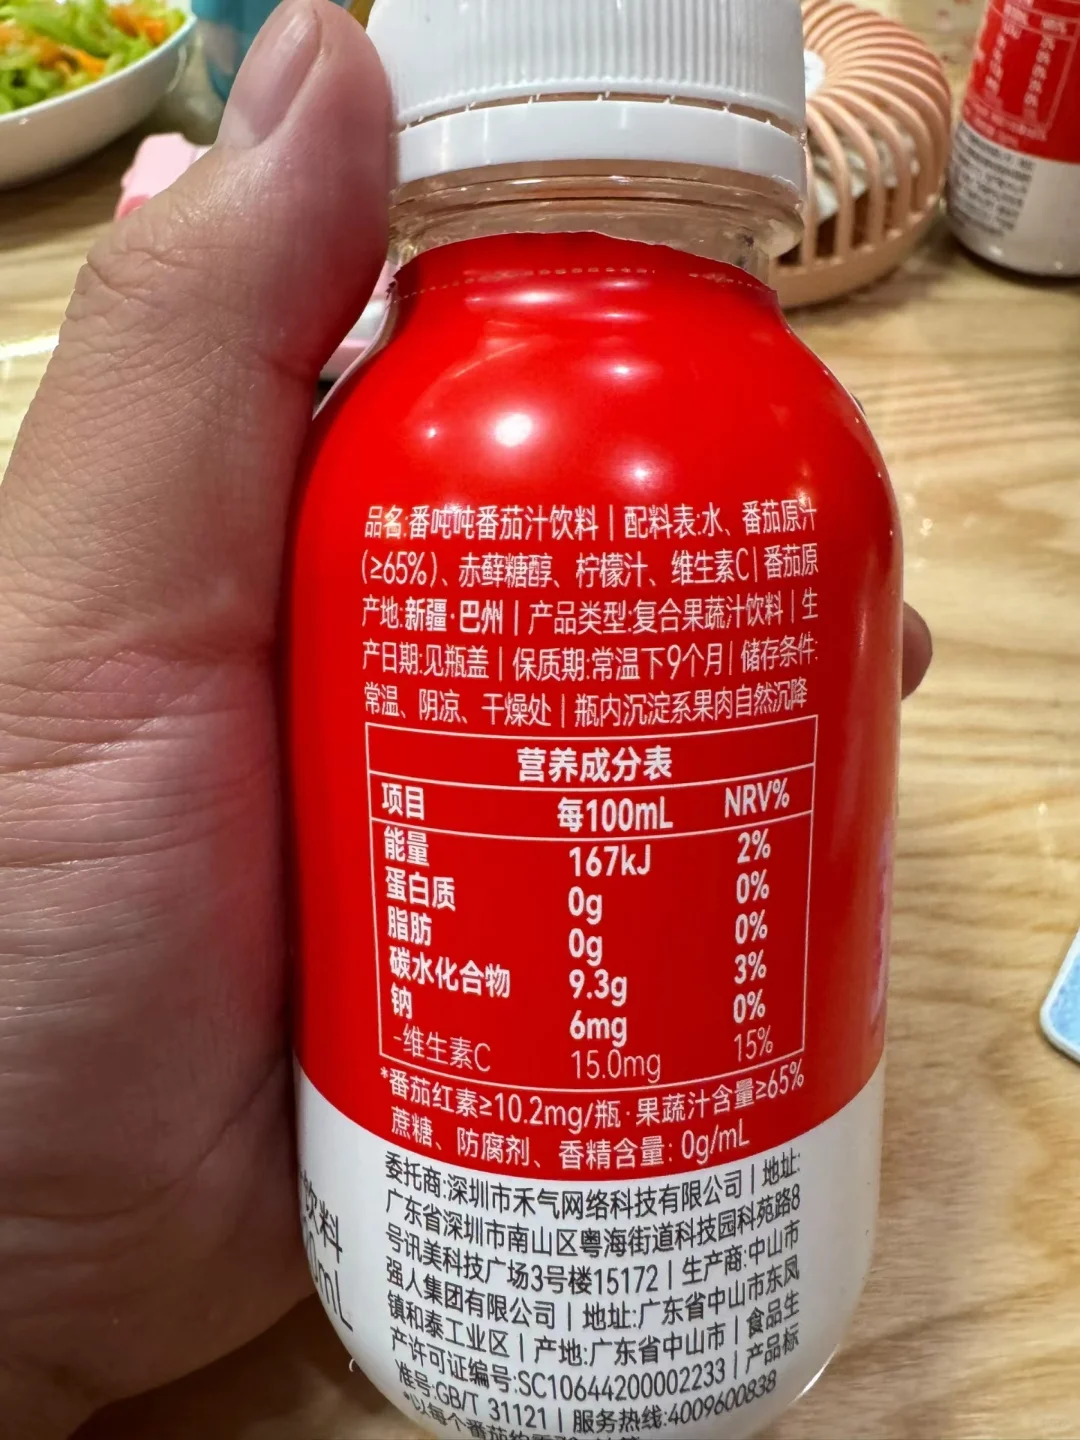 品名:番吨吨番茄汁饮料 | 配料表:水、番茄原汁
(≥65%)、赤藓糖醇、柠檬汁、维生素C | 番茄原
产地:新疆·巴州 | 产品类型:复合果蔬汁饮料 | 生
产日期:见瓶盖 | 保质期:常温下9个月 | 储存条件:
常温、阴凉、干燥处 | 瓶内沉淀系果肉自然沉降
营养成分表
项目 每100mL NRV%
能量 167kJ 2%
蛋白质 0g 0%
脂肪 0g 0%
碳水化合物 9.3g 3%
钠 6mg 0%
-维生素C 15.0mg 15%
*番茄红素≥10.2mg/瓶·果蔬汁含量≥65%
蔗糖、防腐剂、香精含量: 0g/mL
委托商:深圳市禾气网络科技有限公司 | 地址:
广东省深圳市南山区粤海街道科技园科苑路8
号讯美科技广场3号楼15172 | 生产商:中山市
强人集团有限公司 | 地址:广东省中山市东凤
镇和泰工业区 | 产地:广东省中山市 | 食品生
产许可证编号:SC10644200002233 | 产品标
准号:GB/T 31121 | 服务热线:4009600838
*以每个番茄约
饮料
0mL